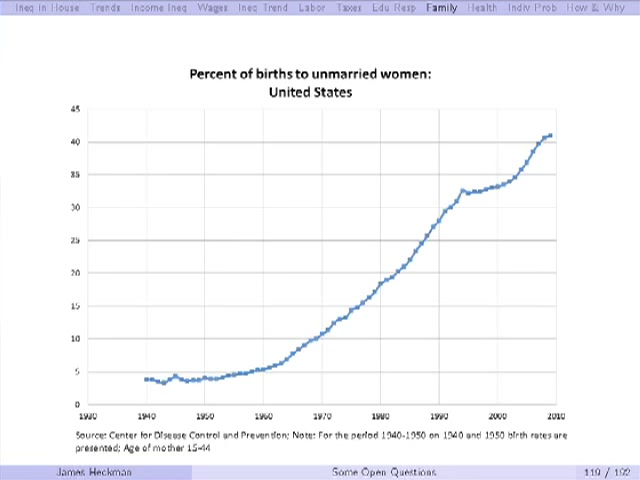 Ineq in House Trends Income Ineq Wages Ineq Trend Labor Taxes Edu Resp Family Health Indiv Prob How & Why
Percent of births to unmarried women:
United States
45
40
35
30
25
20
15
10
5
0
1930 1940 1950 1960 1970 1980 1990 2000 2010
Source: Center for Disease Control and Prevention; Note: For the period 1940-1950 on 1940 and 1950 birth rates are
presented; Age of mother 15-44
James Heckman Some Open Questions 119 / 192